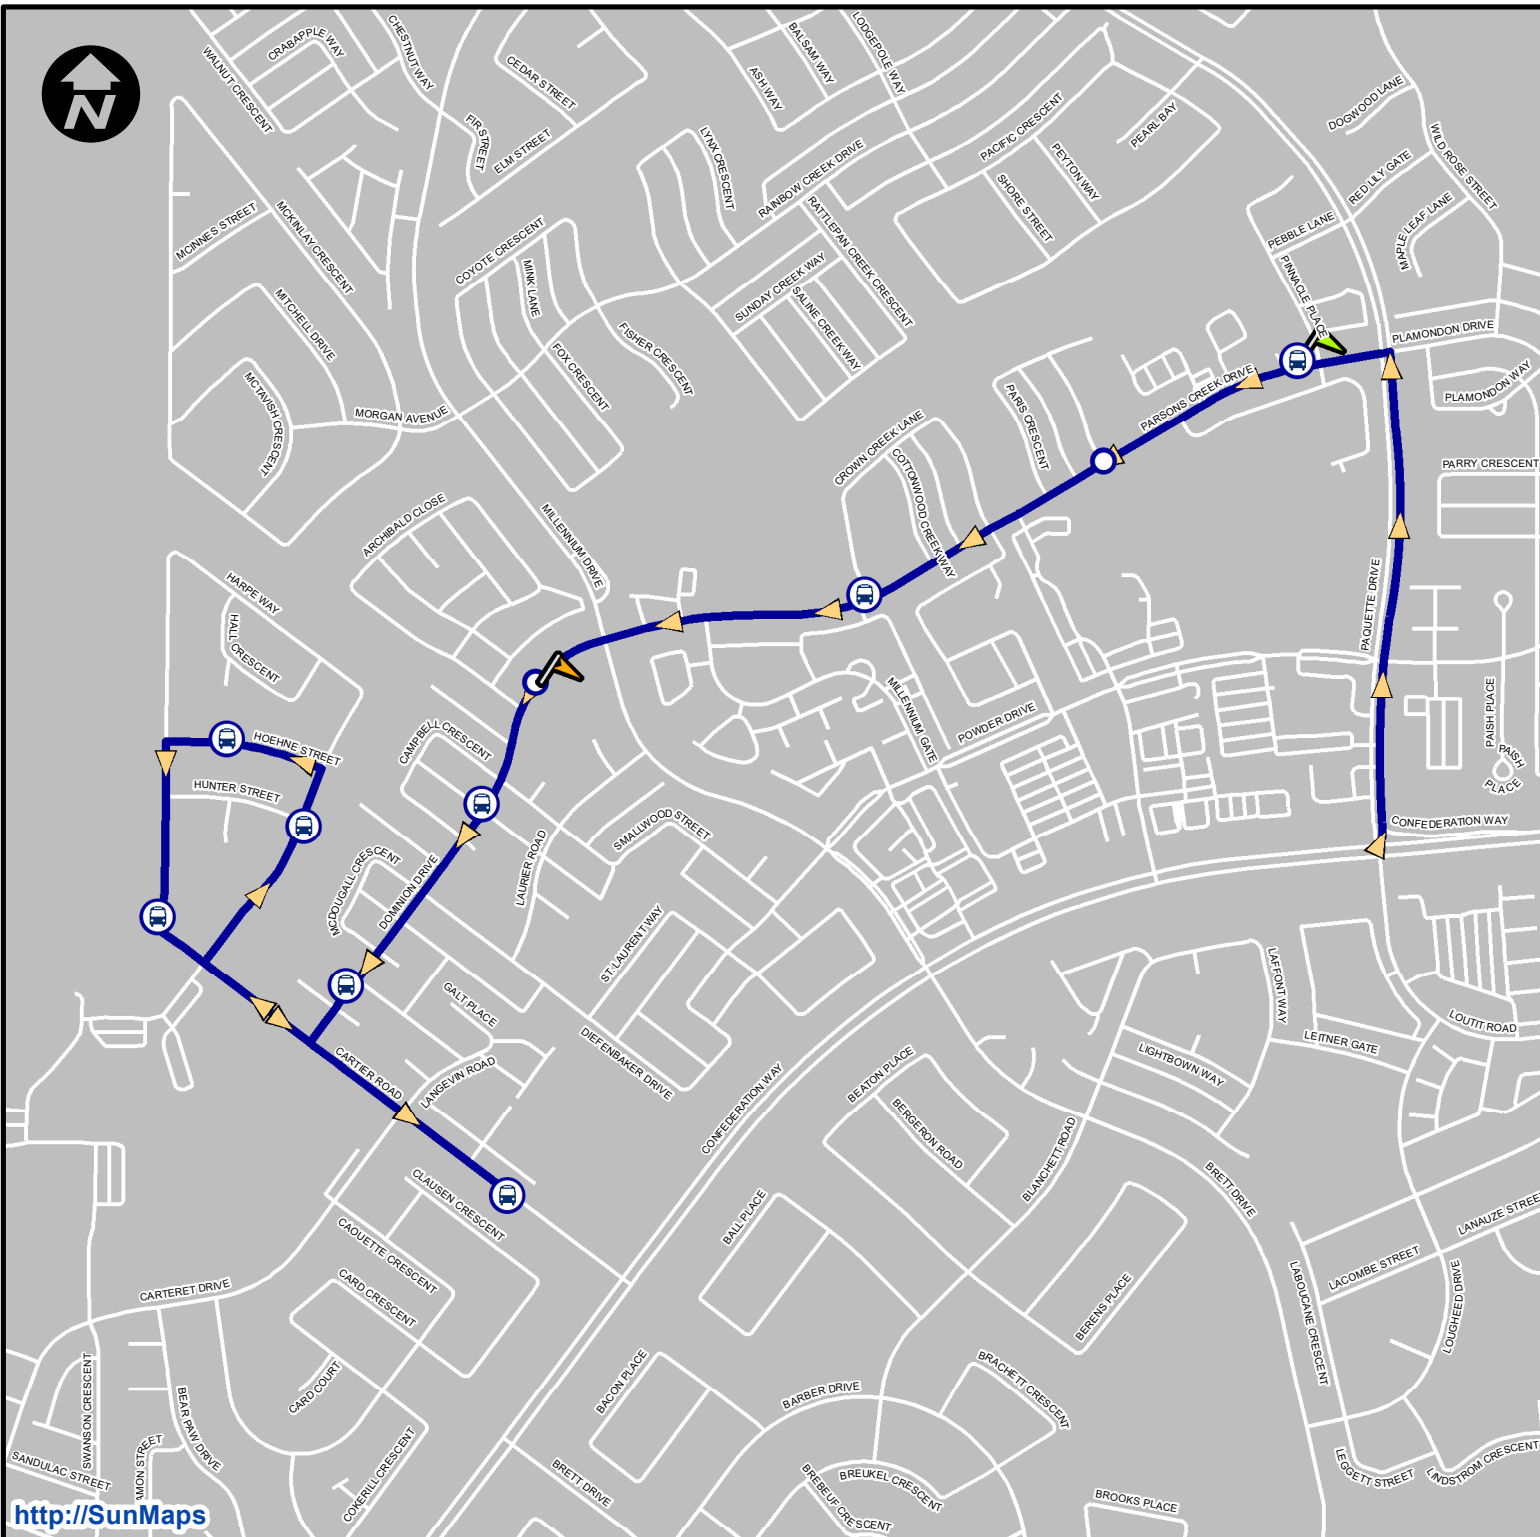 CRABAPPLE WAY
CHESTNUT WAY
WALNUT CRESCENT
CEDAR STREET
BALSAM WAY
ASH WAY
LODGEPOLE WAY
N
FIR STREET
ELM STREET
LYNX CRESCENT
PACIFIC CRESCENT
PEARL BAY
DOGWOOD LANE
WILD ROSE STREET
RAINBOW CREEK DRIVE
PEYTON WAY
SHORE STREET
RED LILY GATE
MAPLE LEAF LANE
MCINNES STREET
MCKINLAY CRESCENT
COYOTE CRESCENT
RATTLEPAN CREEK CRESCENT
PEBBLE LANE
PINNACLE PLACE
MINK LANE
SUNDAY CREEK WAY
SALINE CREEK WAY
MITCHELL DRIVE
FISHER CRESCENT
FOX CRESCENT
PLAMONDON DRIVE
PLAMONDON WAY
MCTAVISH CRESCENT
MORGAN AVENUE
PARSONS CREEK DRIVE
PARIS CRESCENT
CROWN CREEK LANE
COTTONWOOD CREEK WAY
PARRY CRESCENT
ARCHIBALD CLOSE
MILLENNIUM DRIVE
HARPE WAY
HALL CRESCENT
PAQUETTE DRIVE
MILLENNIUM GATE
POWDER DRIVE
PAISH PLACE
PAISH PLACE
HOEHNE STREET
CAMPBELL CRESCENT
HUNTER STREET
SMALLWOOD STREET
LAURIER ROAD
CONFEDERATION WAY
MCDOUGALL CRESCENT
DOMINION DRIVE
ST. LAURENT WAY
LAFFONT WAY
GALT PLACE
LOUTIT ROAD
LEITNER GATE
CARTIER ROAD
LANGEVIN ROAD
DIEFENBAKER DRIVE
BEATON PLACE
LIGHTBOWN WAY
CONFEDERATION WAY
BERGERON ROAD
BLANCHETT ROAD
BRETT DRIVE
CLAUSEN CRESCENT
BALL PLACE
LANAUZE STREE
CAOUETTE CRESCENT
LACOMBE STREET
CARTERET DRIVE
CARD CRESCENT
BERENS PLACE
LABOUCANE CRESCENT
LOUGHEED DRIVE
SWANSON CRESCENT
BEAR PAW DRIVE
CARD COURT
BACON PLACE
BARBER DRIVE
BRACHETT CRESCENT
SANDULAC STREET
AMON STREET
COKERILL CRESCENT
BRETT DRIVE
BREUKEL CRESCENT
BREBEUF CRESCENT
BROOKS PLACE
LEGGETT STREET
LINDSTROM CRESCENT
http://SunMaps